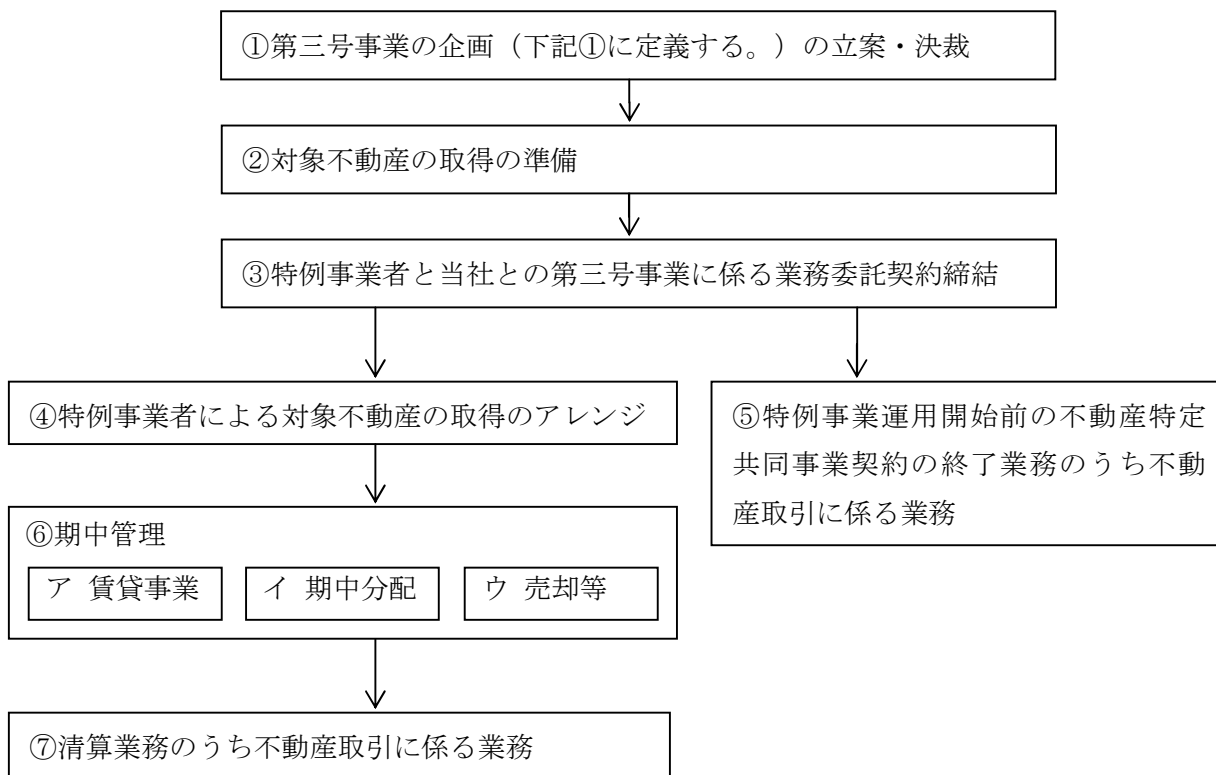 ①第三号事業の企画（下記①に定義する。）の立案・決裁
②対象不動産の取得の準備
③特例事業者と当社との第三号事業に係る業務委託契約締結
④特例事業者による対象不動産の取得のアレンジ
⑤特例事業運用開始前の不動産特定
共同事業契約の終了業務のうち不動
産取引に係る業務
⑥期中管理
ア 賃貸事業
イ 期中分配
ウ 売却等
⑦清算業務のうち不動産取引に係る業務